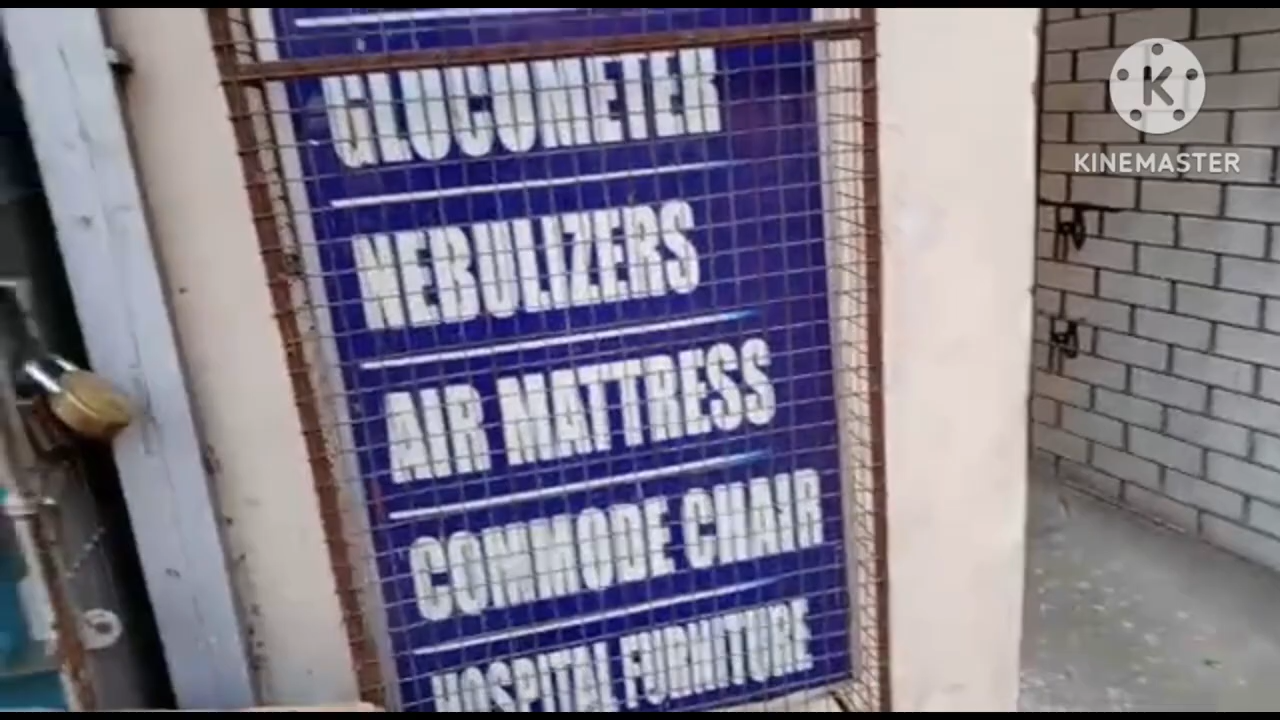 GLUCOMETER
NEBULIZERS
AIR MATTRESS
COMMODE CHAIR
HOSPITAL FURNITURE
K
KINEMASTER